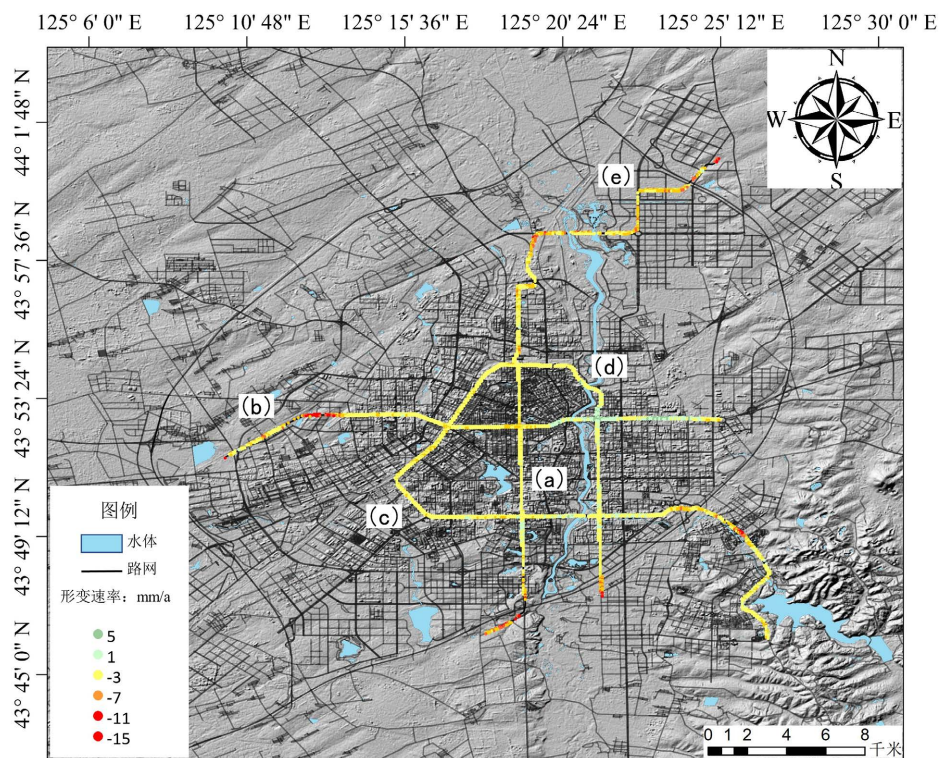 125° 6′ 0″ E 125° 10′ 48″ E 125° 15′ 36″ E 125° 20′ 24″ E 125° 25′ 12″ E 125° 30′ 0″ E
44° 1′ 48″ N
43° 57′ 36″ N
43° 53′ 24″ N
43° 49′ 12″ N
43° 45′ 0″ N
N
W E
S
(e)
(d)
(b)
(a)
(c)
图例
水体
路网
形变速率：mm/a
5
1
-3
-7
-11
-15
0 1 2 4 6 8
千米